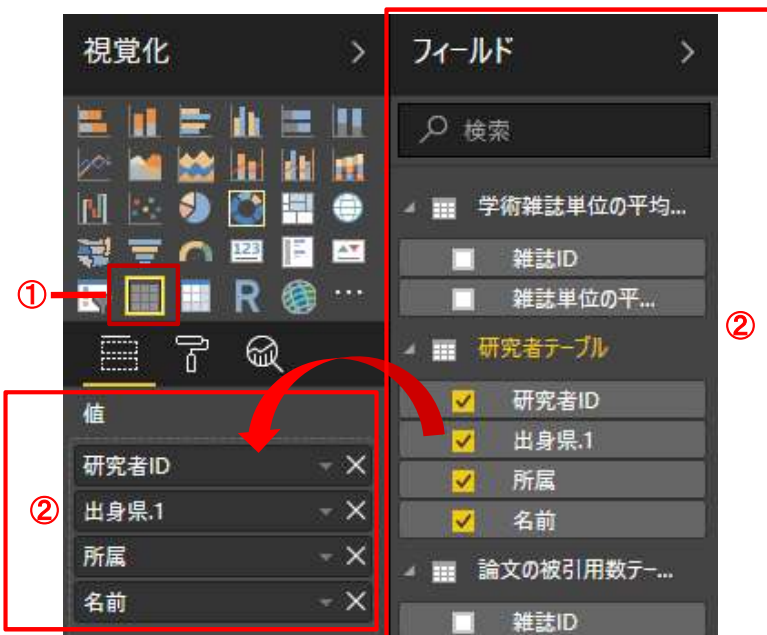 視覚化
フィールド
検索
学術雑誌単位の平均...
雑誌ID
雑誌単位の平...
研究者テーブル
研究者ID
出身県.1
所属
名前
論文の被引用数テー...
雑誌ID
123
R
...
①
値
研究者ID
出身県.1
所属
名前
②
②